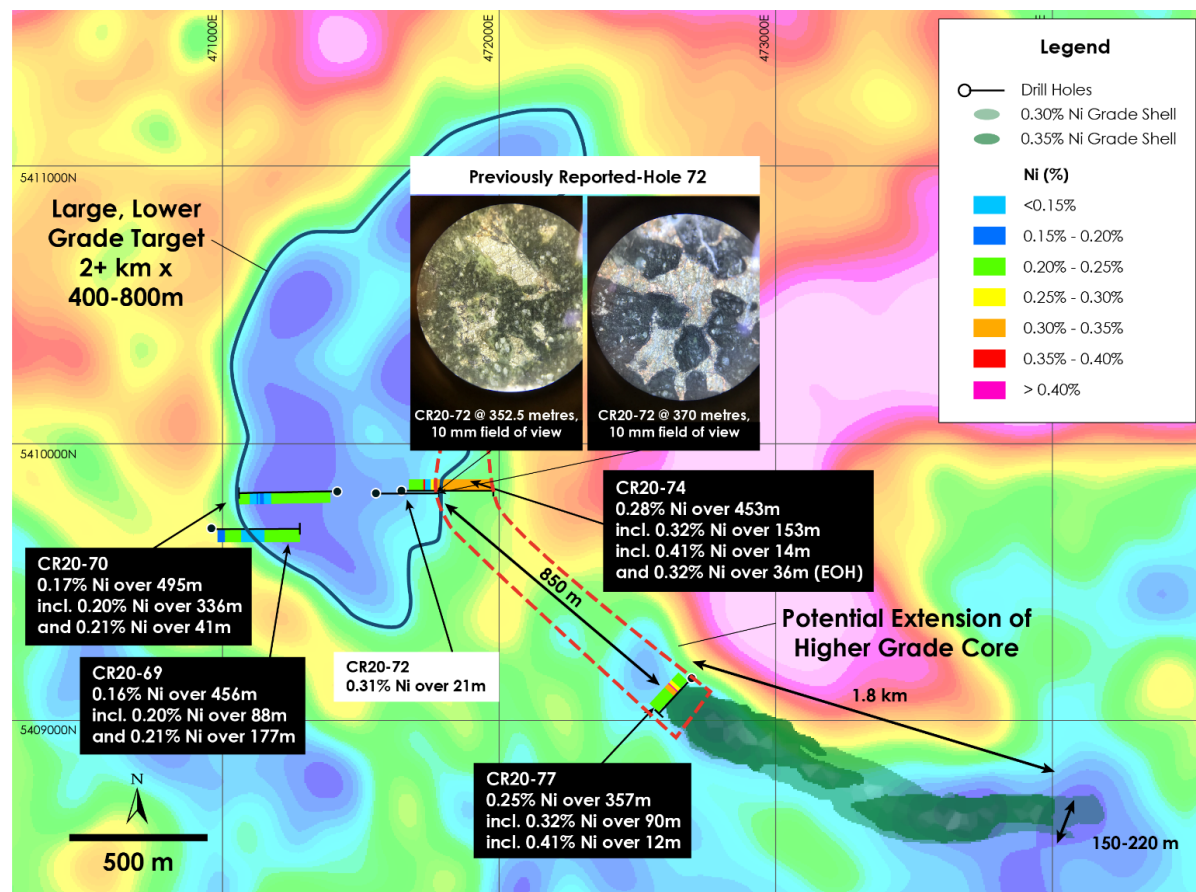 471000E
472000E
473000E
5411000N
5410000N
5409000N
Large, Lower
Grade Target
2+ km x
400-800m
Previously Reported-Hole 72
CR20-72 @ 352.5 metres,
10 mm field of view
CR20-72 @ 370 metres,
10 mm field of view
Legend
Drill Holes
0.30% Ni Grade Shell
0.35% Ni Grade Shell
Ni (%)
<0.15%
0.15% - 0.20%
0.20% - 0.25%
0.25% - 0.30%
0.30% - 0.35%
0.35% - 0.40%
> 0.40%
CR20-74
0.28% Ni over 453m
incl. 0.32% Ni over 153m
incl. 0.41% Ni over 14m
and 0.32% Ni over 36m (EOH)
CR20-70
0.17% Ni over 495m
incl. 0.20% Ni over 336m
and 0.21% Ni over 41m
CR20-69
0.16% Ni over 456m
incl. 0.20% Ni over 88m
and 0.21% Ni over 177m
CR20-72
0.31% Ni over 21m
850 m
Potential Extension of
Higher Grade Core
1.8 km
CR20-77
0.25% Ni over 357m
incl. 0.32% Ni over 90m
incl. 0.41% Ni over 12m
150-220 m
N
500 m